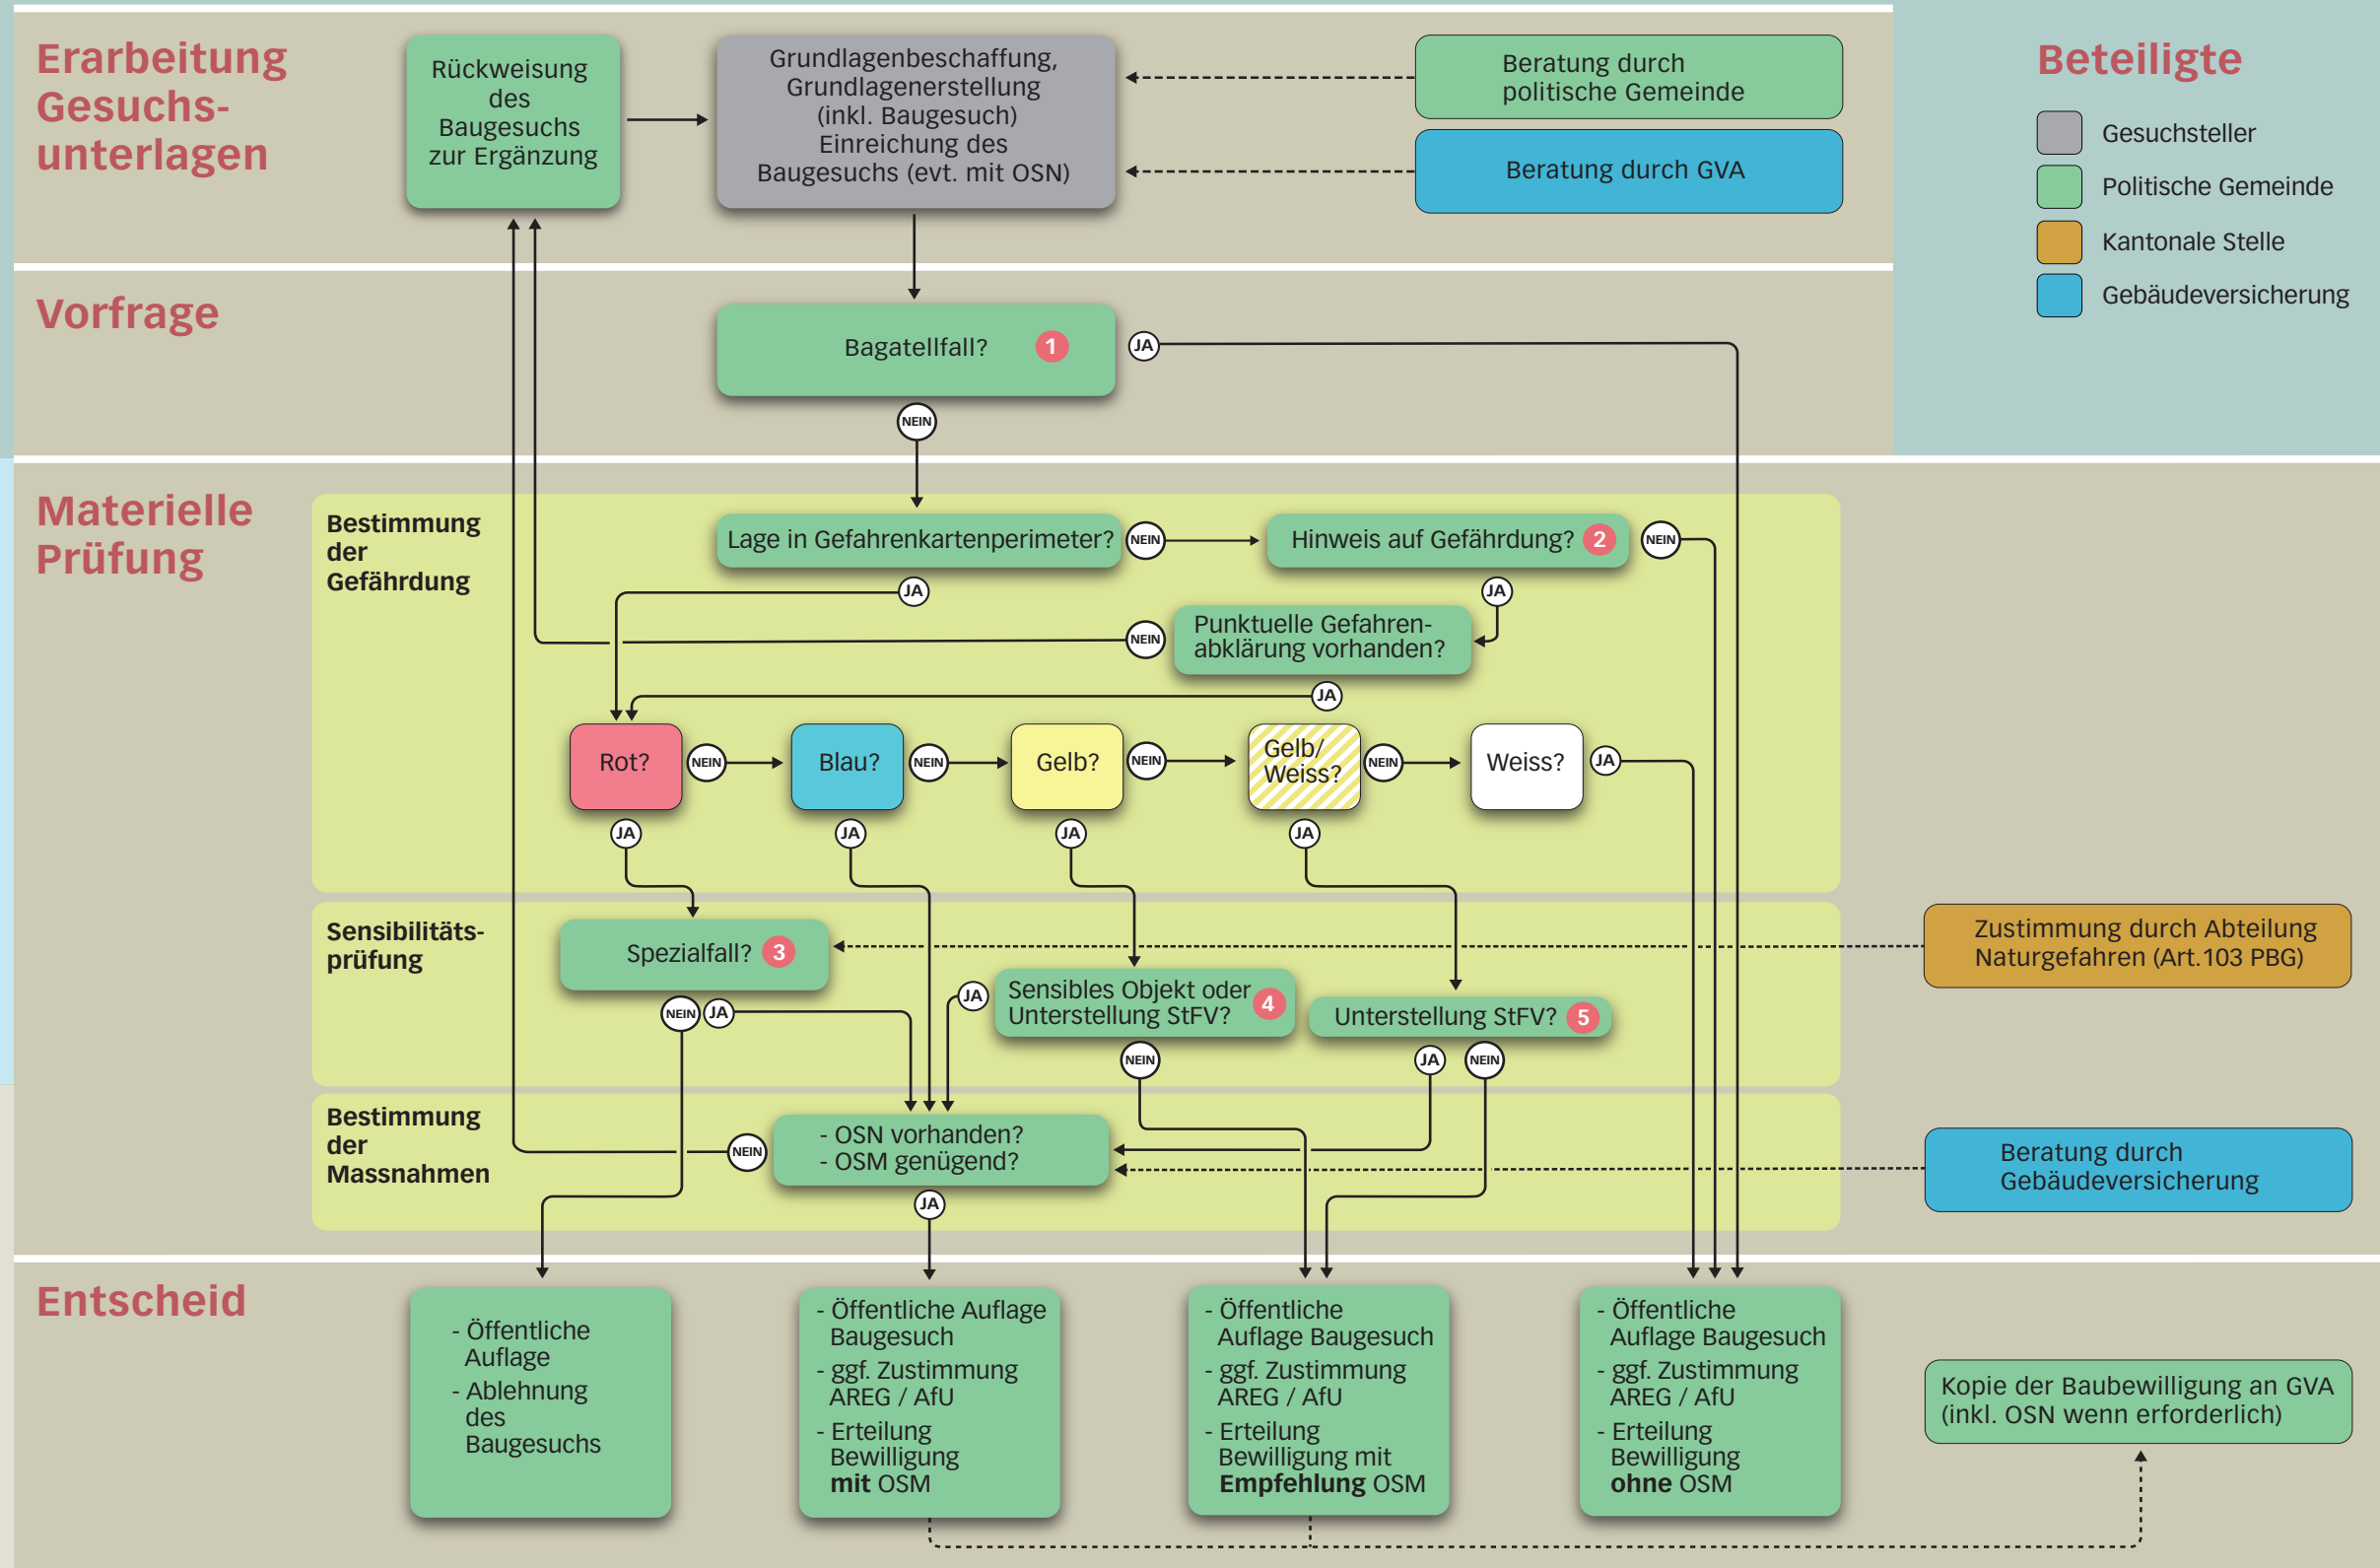 Erarbeitung
Gesuchs-
unterlagen
Rückweisung
des
Baugesuchs
zur Ergänzung
Grundlagenbeschaffung,
Grundlagenerstellung
(inkl. Baugesuch)
Einreichung des
Baugesuchs (evt. mit OSN)
Beratung durch
politische Gemeinde
Beratung durch GVA
Beteiligte
Gesuchsteller
Politische Gemeinde
Kantonale Stelle
Gebäudeversicherung
Vorfrage
Bagatellfall? 1
JA
NEIN
Materielle
Prüfung
Bestimmung
der
Gefährdung
Lage in Gefahrenkartenperimeter?
NEIN
Hinweis auf Gefährdung? 2
NEIN
JA
JA
NEIN
Punktuelle Gefahren-
abklärung vorhanden?
JA
Rot?
NEIN
Blau?
NEIN
Gelb?
NEIN
Gelb/
Weiss?
NEIN
Weiss?
JA
JA
JA
JA
JA
Sensibilitäts-
prüfung
Spezialfall? 3
Zustimmung durch Abteilung
Naturgefahren (Art.103 PBG)
NEIN
JA
JA
Sensibles Objekt oder
Unterstellung StFV? 4
Unterstellung StFV? 5
NEIN
JA
NEIN
Bestimmung
der
Massnahmen
NEIN
- OSN vorhanden?
- OSM genügend?
JA
Beratung durch
Gebäudeversicherung
Entscheid
- Öffentliche
Auflage
- Ablehnung
des
Baugesuchs
- Öffentliche Auflage
Baugesuch
- ggf. Zustimmung
AREG / AfU
- Erteilung
Bewilligung
mit OSM
- Öffentliche
Auflage Baugesuch
- ggf. Zustimmung
AREG / AfU
- Erteilung
Bewilligung mit
Empfehlung OSM
- Öffentliche
Auflage Baugesuch
- ggf. Zustimmung
AREG / AfU
- Erteilung
Bewilligung
ohne OSM
Kopie der Baubewilligung an GVA
(inkl. OSN wenn erforderlich)